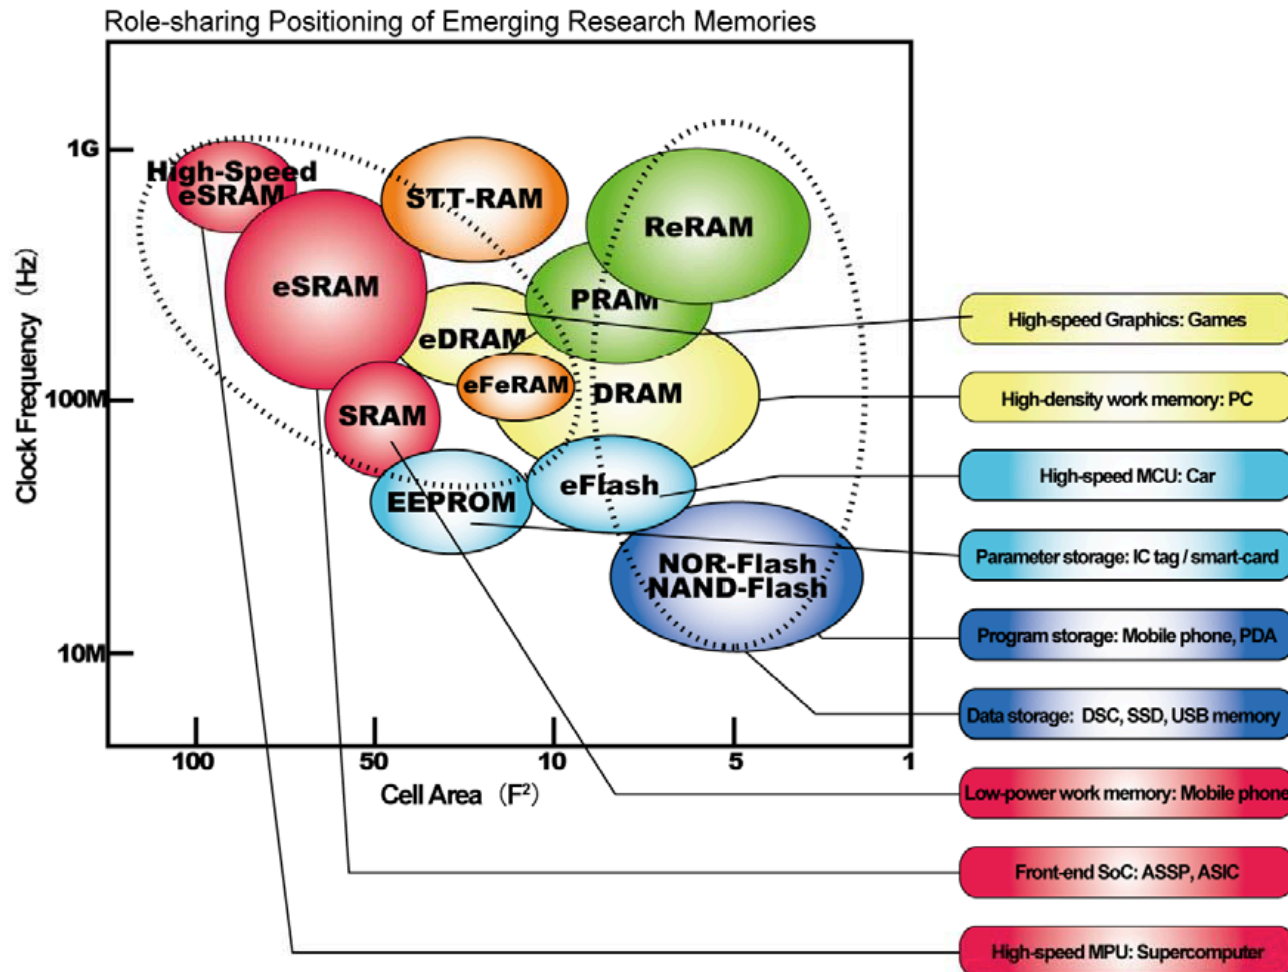 Role-sharing Positioning of Emerging Research Memories
1G
100M
10M
Clock Frequency (Hz)
High-Speed
eSRAM
STT-RAM
ReRAM
eSRAM
PRAM
eDRAM
eFeRAM
DRAM
SRAM
eFlash
EEPROM
NOR-Flash
NAND-Flash
100
50
10
5
1
Cell Area (F²)
High-speed Graphics: Games
High-density work memory: PC
High-speed MCU: Car
Parameter storage: IC tag / smart-card
Program storage: Mobile phone, PDA
Data storage: DSC, SSD, USB memory
Low-power work memory: Mobile phone
Front-end SoC: ASSP, ASIC
High-speed MPU: Supercomputer